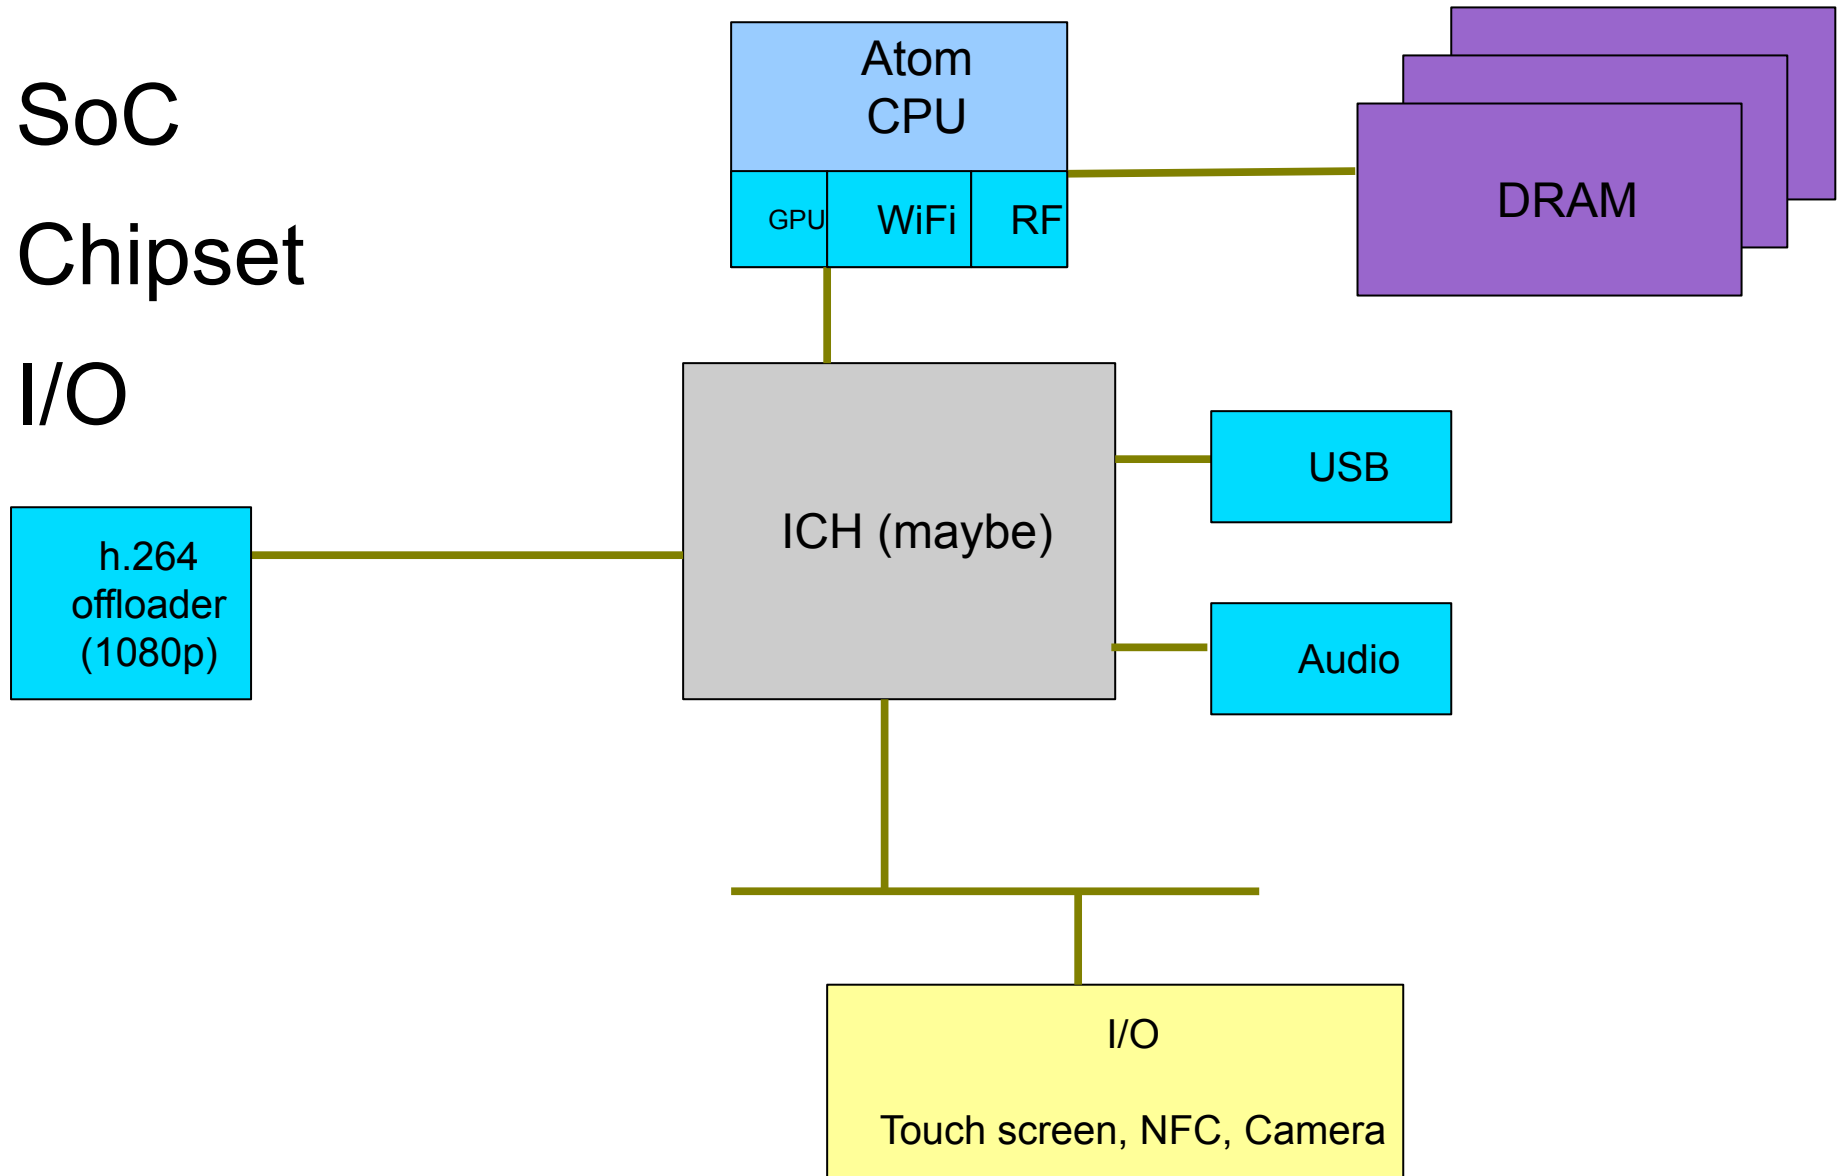 SoC
Chipset
I/O
Atom
CPU
GPU
WiFi
RF
DRAM
ICH (maybe)
USB
Audio
h.264
offloader
(1080p)
I/O
Touch screen, NFC, Camera